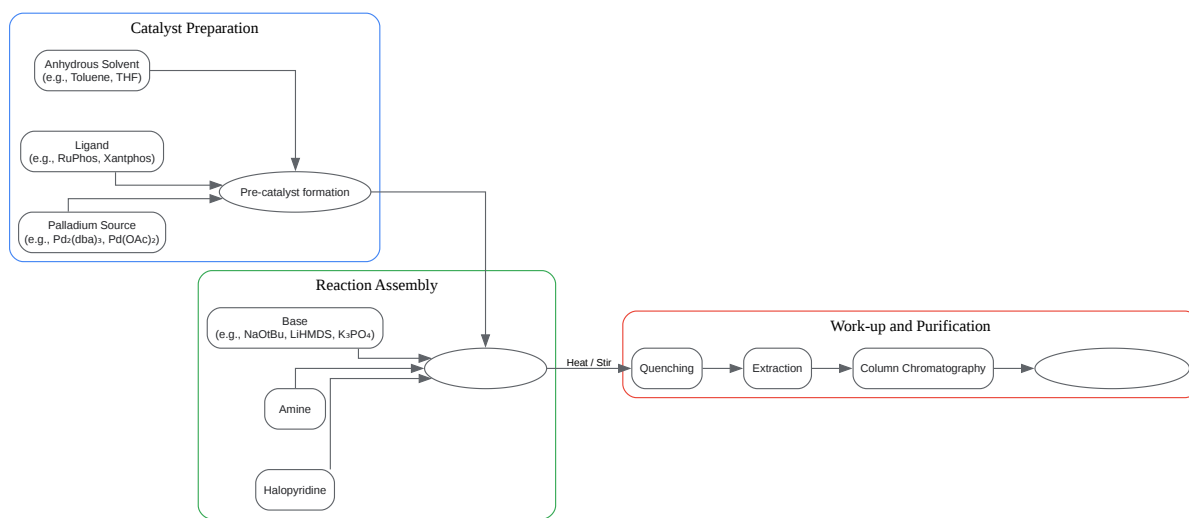 Catalyst Preparation
Anhydrous Solvent
(e.g., Toluene, THF)
Ligand
(e.g., RuPhos, Xantphos)
Pre-catalyst formation
Palladium Source
(e.g., Pd₂(dba)₃, Pd(OAc)₂)
Reaction Assembly
Base
(e.g., NaOtBu, LiHMDS, K₃PO₄)
Amine
Halopyridine
Heat / Stir
Work-up and Purification
Quenching
Extraction
Column Chromatography